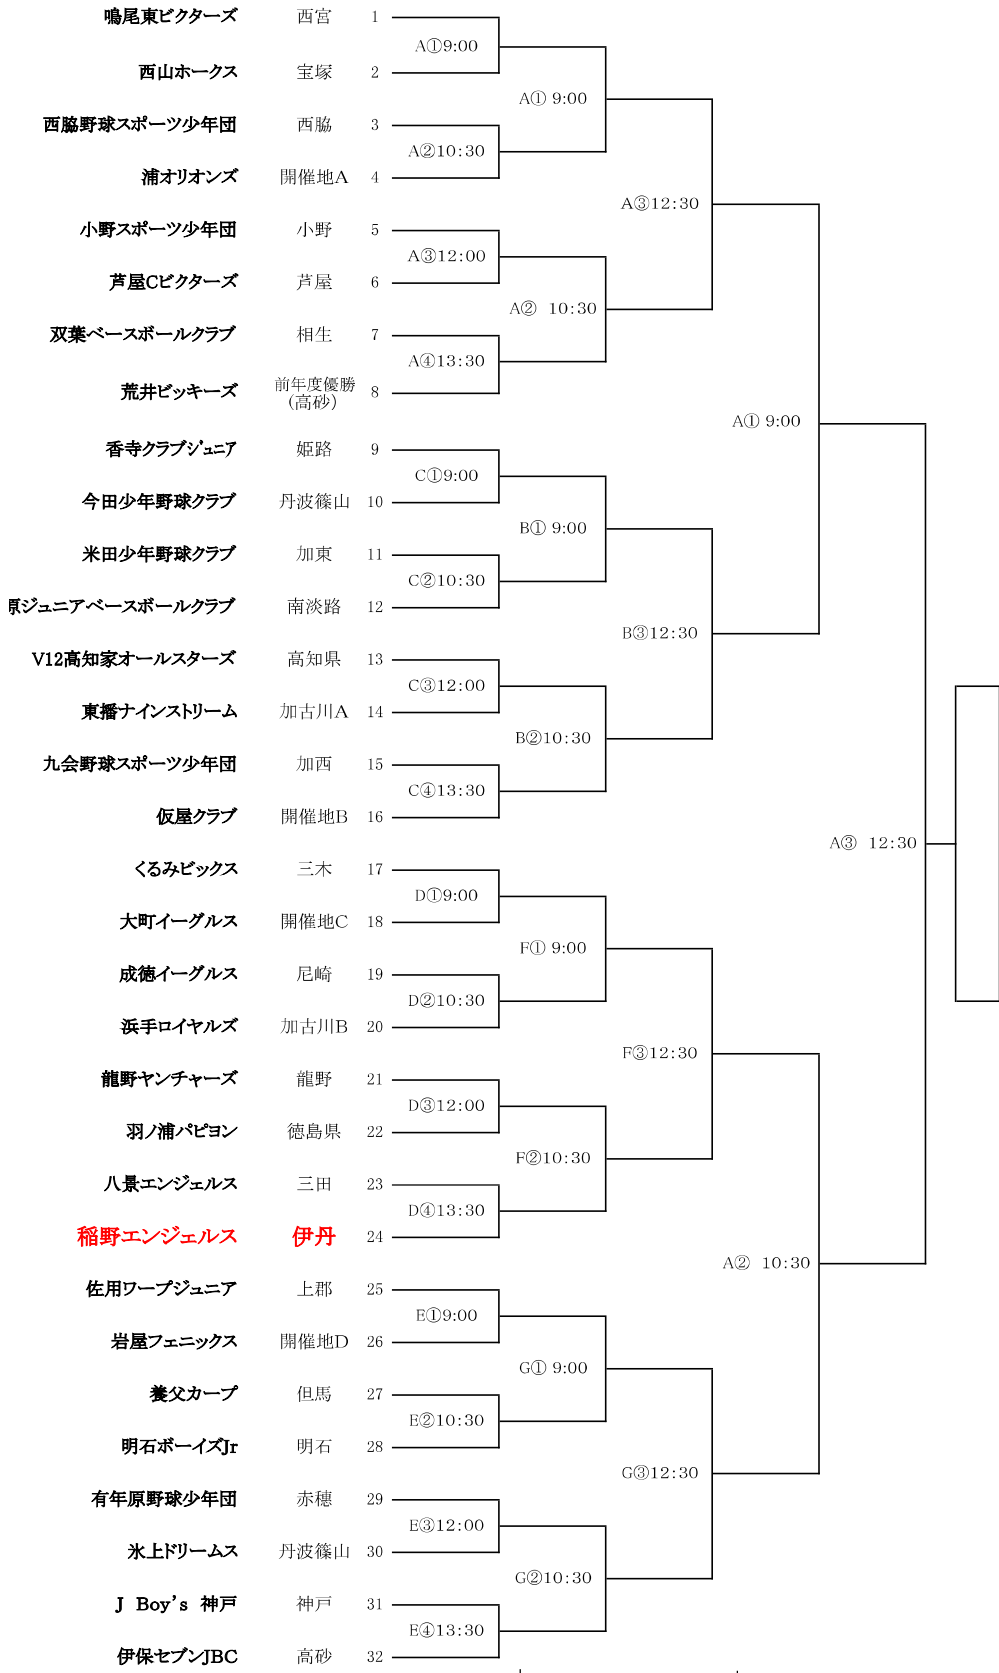 鳴尾東ビクターズ 西宮 1
A①9:00
西山ホークス 宝塚 2
A① 9:00
西脇野球スポーツ少年団 西脇 3
A②10:30
浦オリオンズ 開催地A 4
A③12:30
小野スポーツ少年団 小野 5
A③12:00
芦屋Cビクターズ 芦屋 6
A② 10:30
双葉ベースボールクラブ 相生 7
A④13:30
荒井ビッキーズ 前年度優勝 (高砂) 8
A① 9:00
香寺クラブジュニア 姫路 9
C①9:00
今田少年野球クラブ 丹波篠山 10
B① 9:00
米田少年野球クラブ 加東 11
C②10:30
原ジュニアベースボールクラブ 南淡路 12
B③12:30
V12高知家オールスターズ 高知県 13
C③12:00
東播ナインストリーム 加古川A 14
B②10:30
九会野球スポーツ少年団 加西 15
C④13:30
仮屋クラブ 開催地B 16
A③ 12:30
くるみビックス 三木 17
D①9:00
大町イーグルス 開催地C 18
F① 9:00
成徳イーグルス 尼崎 19
D②10:30
浜手ロイヤルズ 加古川B 20
F③12:30
龍野ヤンチャーズ 龍野 21
D③12:00
羽ノ浦パピヨン 徳島県 22
F②10:30
八景エンジェルス 三田 23
D④13:30
稲野エンジェルス 伊丹 24
A② 10:30
佐用ワープジュニア 上郡 25
E①9:00
岩屋フェニックス 開催地D 26
G① 9:00
養父カープ 但馬 27
E②10:30
明石ボーイズJr 明石 28
G③12:30
有年原野球少年団 赤穂 29
E③12:00
氷上ドリームス 丹波篠山 30
G②10:30
J Boy's 神戸 神戸 31
E④13:30
伊保セブンJBC 高砂 32